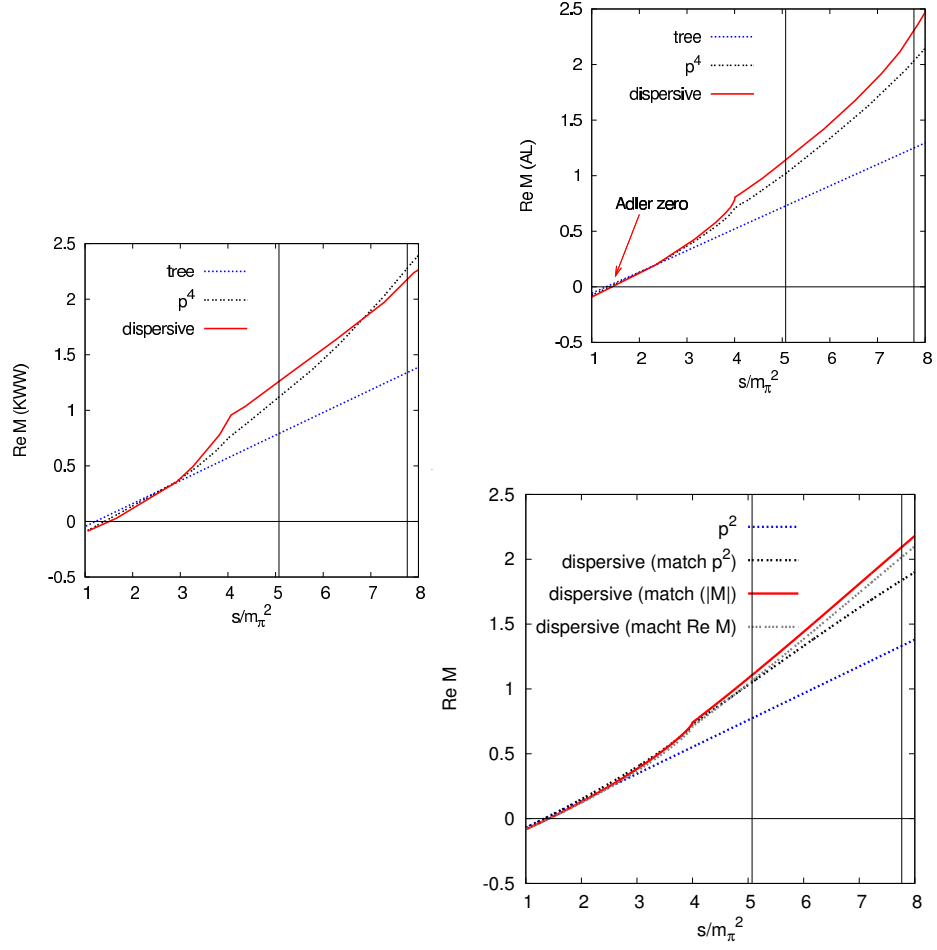 2.5
2
1.5
1
0.5
0
-0.5
Re M (AL)
tree
p^4
dispersive
Adler zero
1 2 3 4 5 6 7 8
s/m_π^2
2.5
2
1.5
1
0.5
0
-0.5
Re M (KWW)
tree
p^4
dispersive
1 2 3 4 5 6 7 8
s/m_π^2
2.5
2
1.5
1
0.5
0
-0.5
Re M
p^2
dispersive (match p^2)
dispersive (match (|M|)
dispersive (macht Re M)
1 2 3 4 5 6 7 8
s/m_π^2